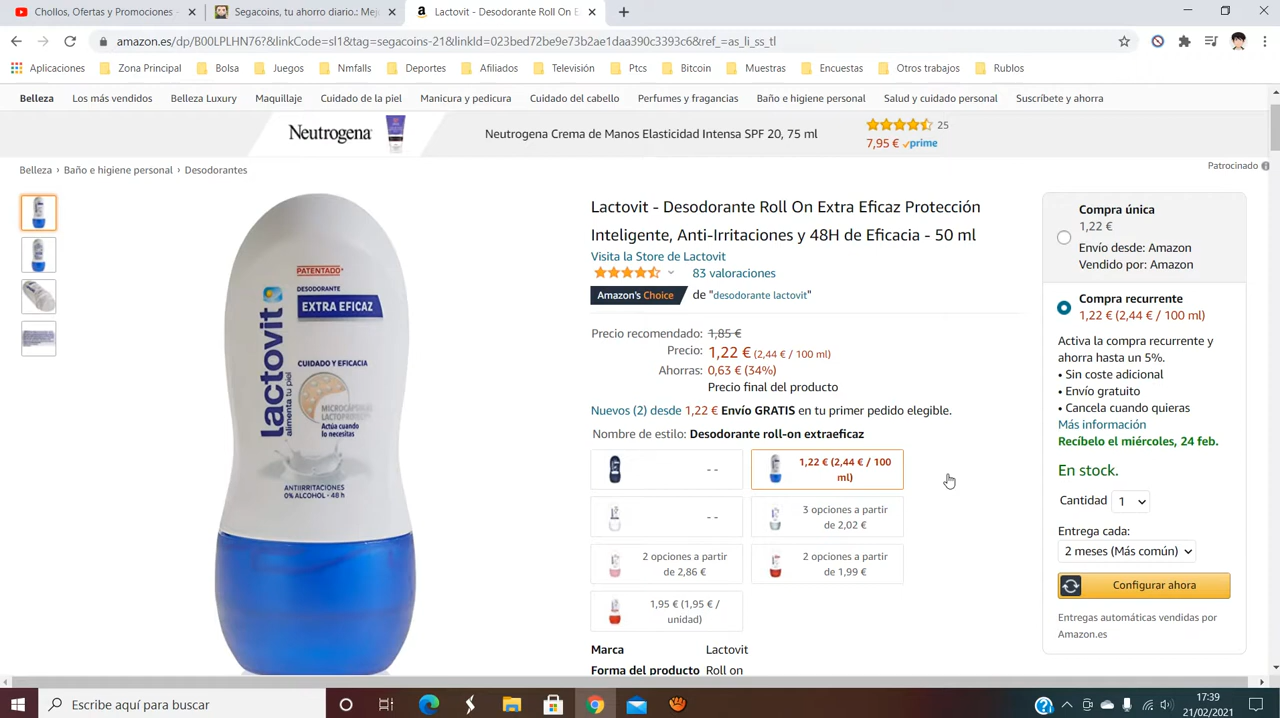 Chollos, Ofertas y Promociones -
Segacoins, tu ahorro diario.: Mej
Lactovit - Desodorante Roll On E
amazon.es/dp/B00LPLHN76?&linkCode=sl1&tag=segacoins-21&linkId=023bed72be9e73b2ae1daa390c3393c6&ref_=as_li_ss_tl
Aplicaciones Zona Principal Bolsa Juegos Nmfalls Deportes Afiliados Televisión Ptcs Bitcoin Muestras Encuestas Otros trabajos Rublos
Belleza Los más vendidos Belleza Luxury Maquillaje Cuidado de la piel Manicura y pedicura Cuidado del cabello Perfumes y fragancias Baño e higiene personal Salud y cuidado personal Suscríbete y ahorra
Neutrogena Neutrogena Crema de Manos Elasticidad Intensa SPF 20, 75 ml 25
7,95 € prime
Patrocinado
Belleza › Baño e higiene personal › Desodorantes
Lactovit - Desodorante Roll On Extra Eficaz Protección
Inteligente, Anti-Irritaciones y 48H de Eficacia - 50 ml
Visita la Store de Lactovit
83 valoraciones
Amazon's Choice de "desodorante lactovit"
Precio recomendado: 1,85 €
Precio: 1,22 € (2,44 € / 100 ml)
Ahorras: 0,63 € (34%)
Precio final del producto
Nuevos (2) desde 1,22 € Envío GRATIS en tu primer pedido elegible.
Nombre de estilo: Desodorante roll-on extraeficaz
- -
1,22 € (2,44 € / 100
ml)
- -
3 opciones a partir
de 2,02 €
2 opciones a partir
de 2,86 €
2 opciones a partir
de 1,99 €
1,95 € (1,95 € /
unidad)
Marca Lactovit
Forma del producto Roll on
PATENTADO*
DESODORANTE
EXTRA EFICAZ
lactovit
alimenta tu piel
CUIDADO Y EFICACIA
MICROCÁPSULAS
Actúa cuando
lo necesitas
ANTIIRRITACIONES
0% ALCOHOL - 48 h
Compra única
1,22 €
Envío desde: Amazon
Vendido por: Amazon
Compra recurrente
1,22 € (2,44 € / 100 ml)
Activa la compra recurrente y
ahorra hasta un 5%.
• Sin coste adicional
• Envío gratuito
• Cancela cuando quieras
Más información
Recíbelo el miércoles, 24 feb.
En stock.
Cantidad 1
Entrega cada:
2 meses (Más común)
Configurar ahora
Entregas automáticas vendidas por
Amazon.es
Escribe aquí para buscar
17:39
21/02/2021